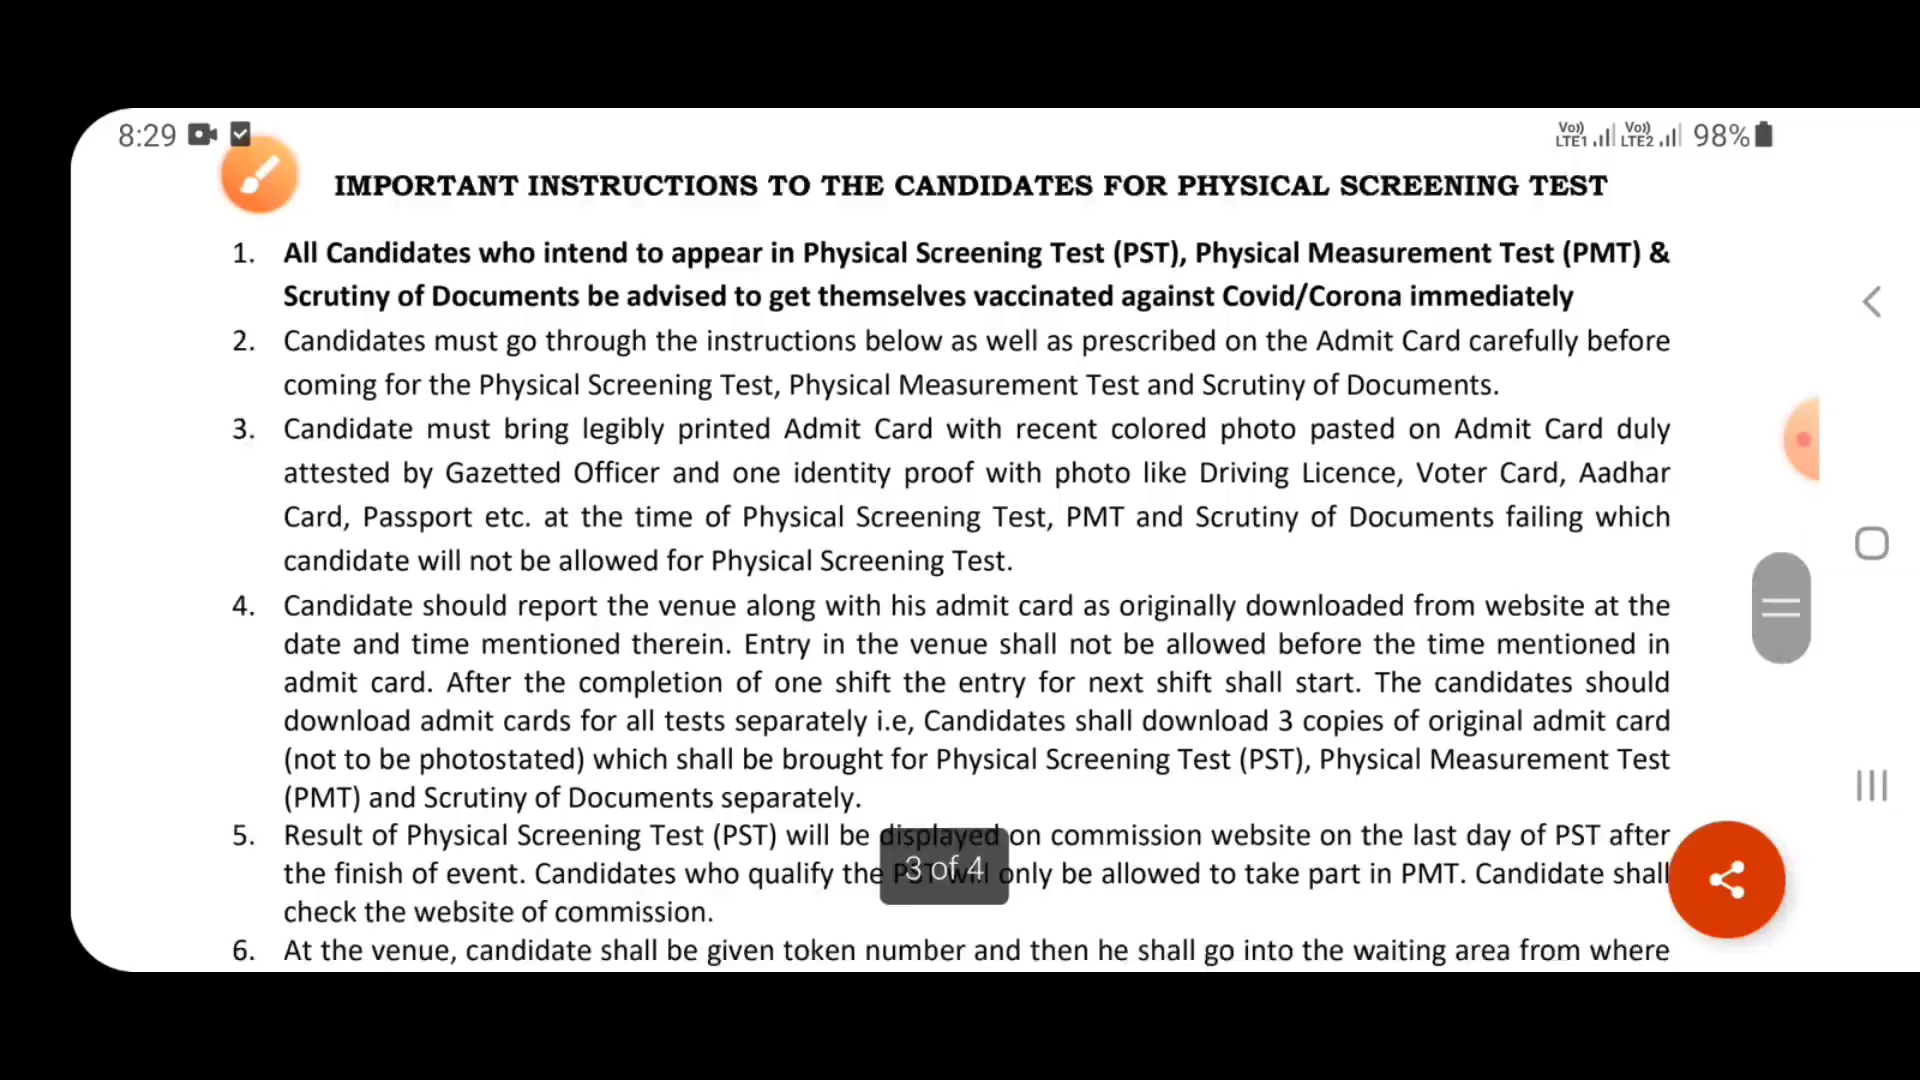 8:29
Vo)) LTE1 Vo)) LTE2 98%
IMPORTANT INSTRUCTIONS TO THE CANDIDATES FOR PHYSICAL SCREENING TEST
1. All Candidates who intend to appear in Physical Screening Test (PST), Physical Measurement Test (PMT) &
Scrutiny of Documents be advised to get themselves vaccinated against Covid/Corona immediately
2. Candidates must go through the instructions below as well as prescribed on the Admit Card carefully before
coming for the Physical Screening Test, Physical Measurement Test and Scrutiny of Documents.
3. Candidate must bring legibly printed Admit Card with recent colored photo pasted on Admit Card duly
attested by Gazetted Officer and one identity proof with photo like Driving Licence, Voter Card, Aadhar
Card, Passport etc. at the time of Physical Screening Test, PMT and Scrutiny of Documents failing which
candidate will not be allowed for Physical Screening Test.
4. Candidate should report the venue along with his admit card as originally downloaded from website at the
date and time mentioned therein. Entry in the venue shall not be allowed before the time mentioned in
admit card. After the completion of one shift the entry for next shift shall start. The candidates should
download admit cards for all tests separately i.e, Candidates shall download 3 copies of original admit card
(not to be photostated) which shall be brought for Physical Screening Test (PST), Physical Measurement Test
(PMT) and Scrutiny of Documents separately.
5. Result of Physical Screening Test (PST) will be displayed on commission website on the last day of PST after
the finish of event. Candidates who qualify the PST will only be allowed to take part in PMT. Candidate shall
3 of 4
check the website of commission.
6. At the venue, candidate shall be given token number and then he shall go into the waiting area from where